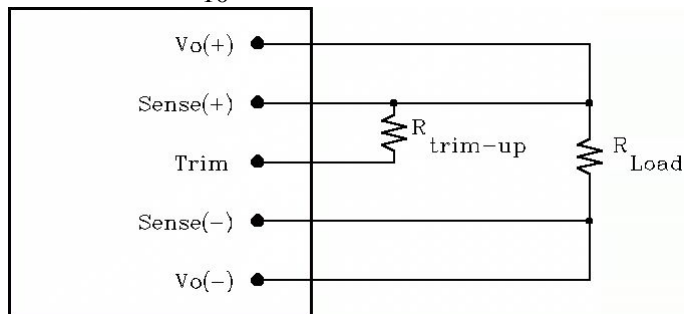 Vo(+)
Sense(+)
R
trim-up
Trim
R
Load
Sense(-)
Vo(-)